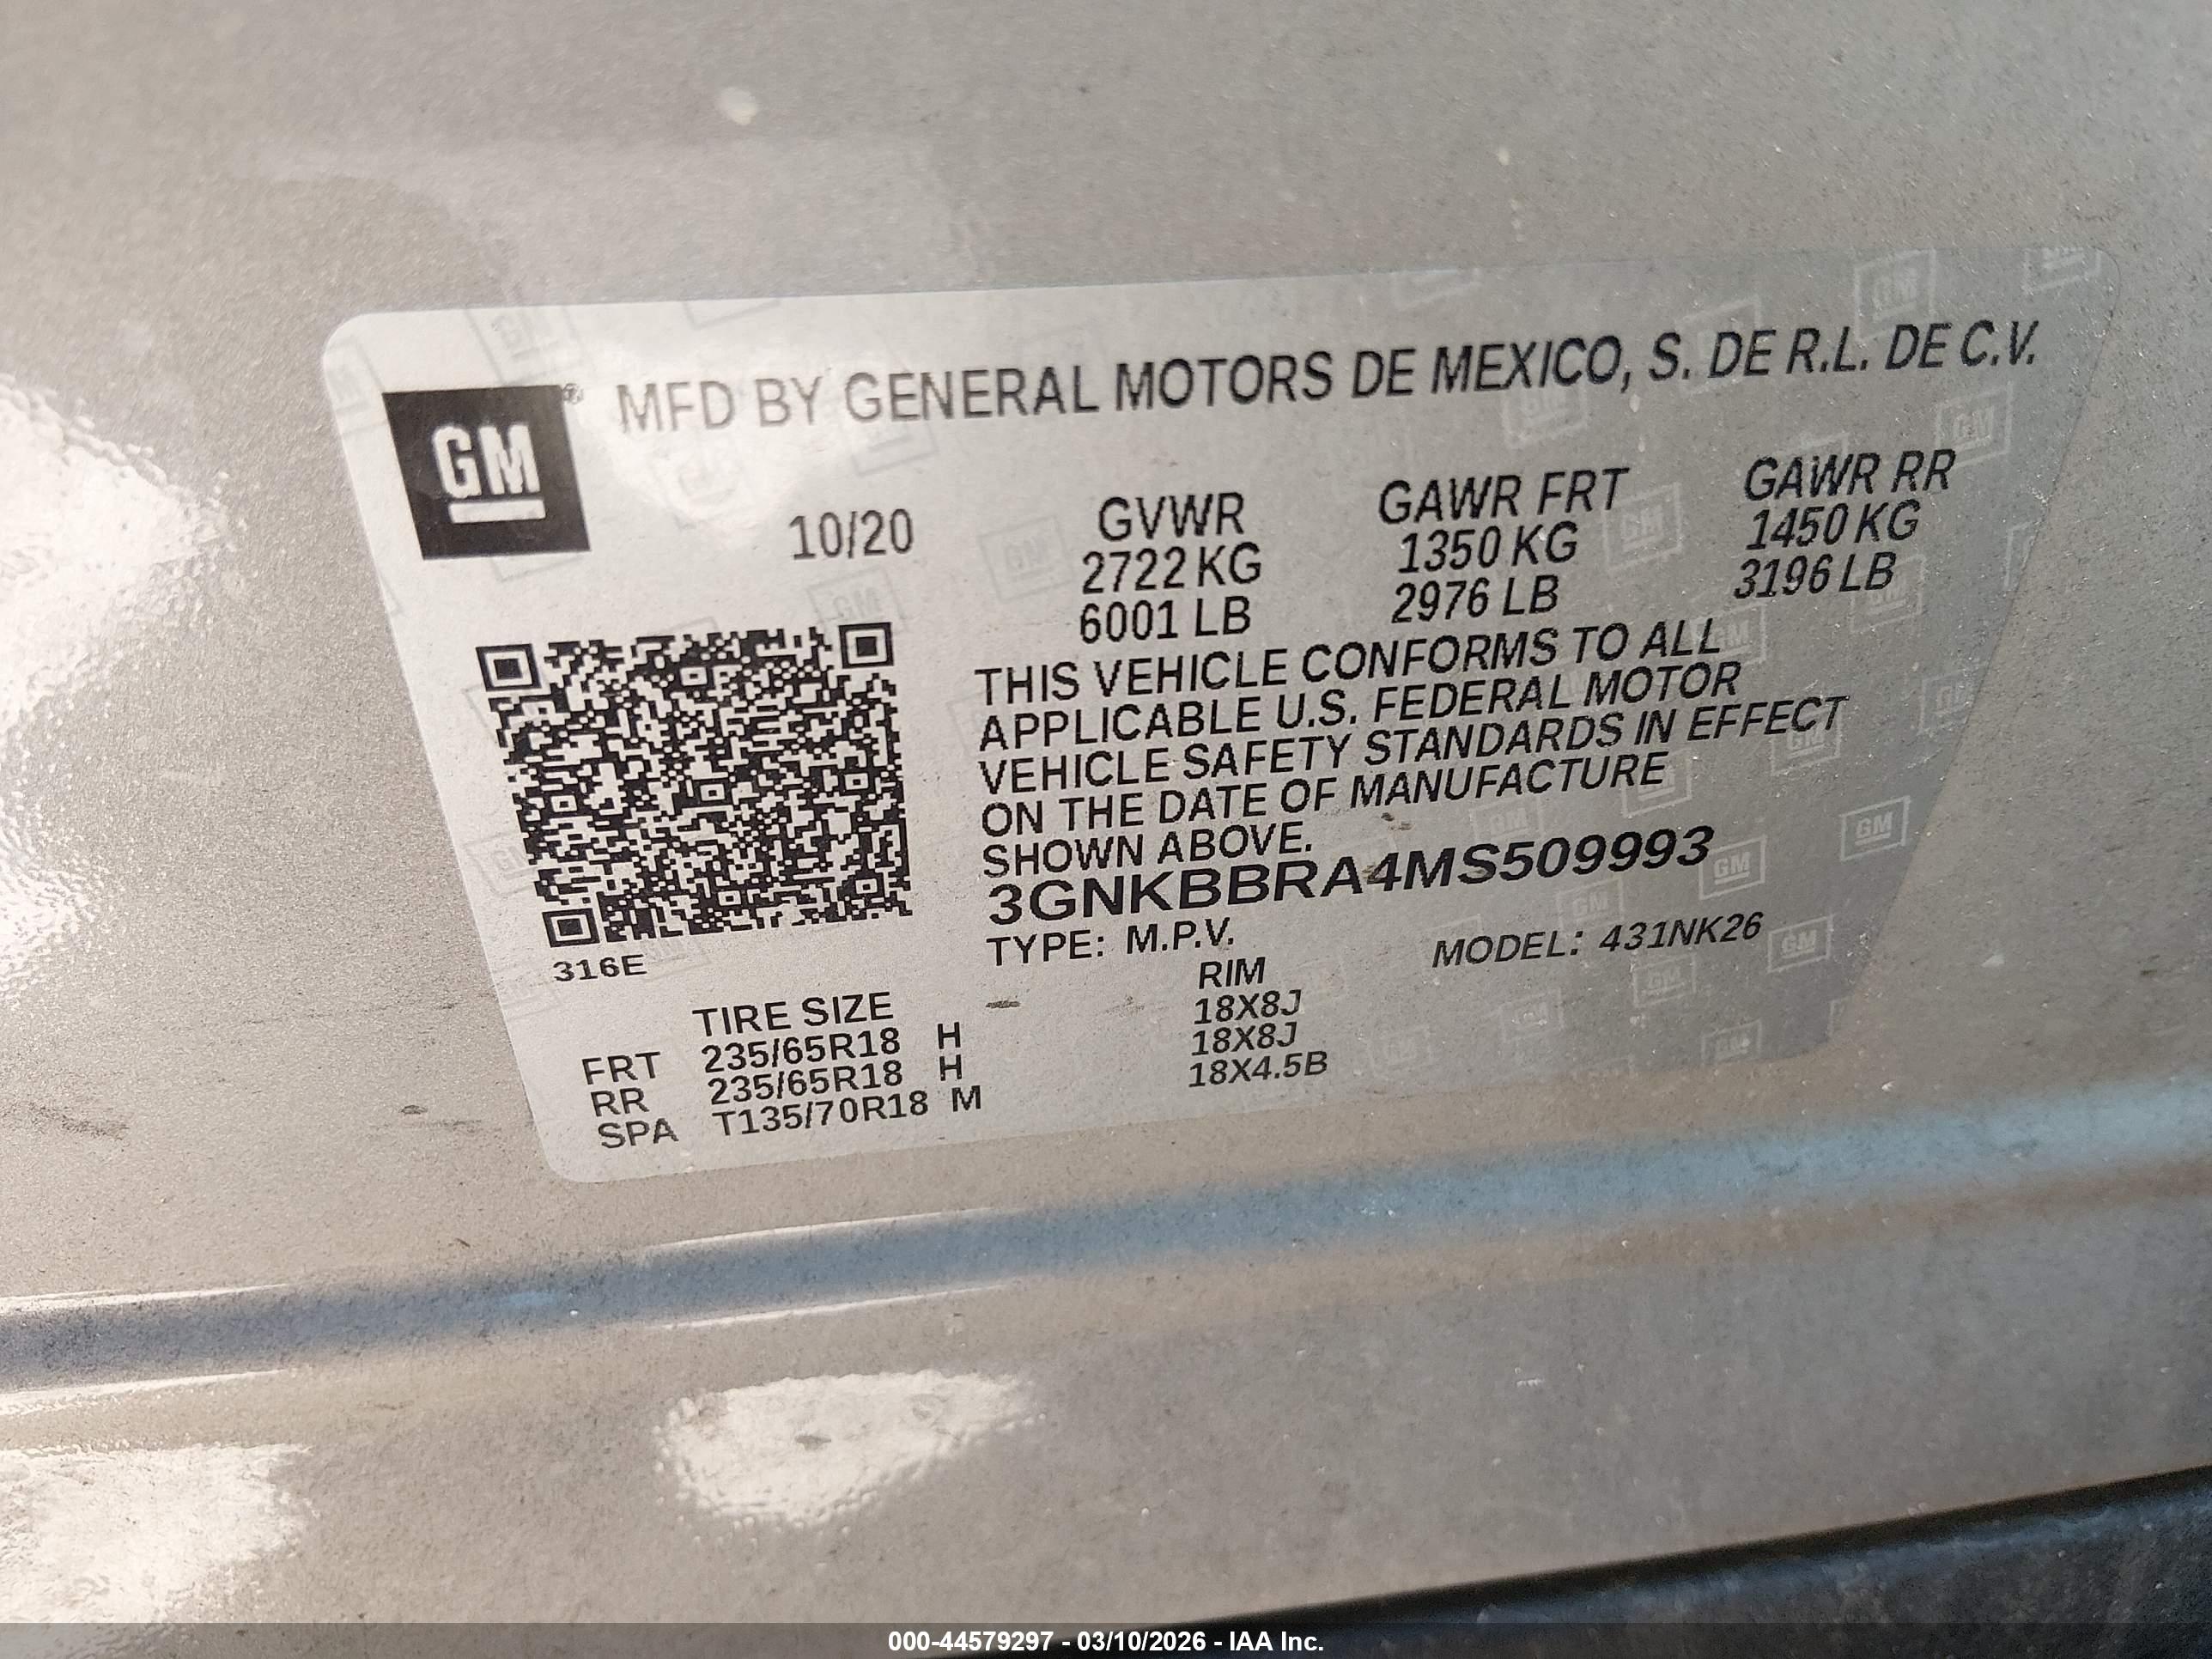 GM ® MFD BY GENERAL MOTORS DE MEXICO, S. DE R.L. DE C.V.
10/20 GVWR GAWR FRT GAWR RR
2722 KG 1350 KG 1450 KG
6001 LB 2976 LB 3196 LB
THIS VEHICLE CONFORMS TO ALL
APPLICABLE U.S. FEDERAL MOTOR
VEHICLE SAFETY STANDARDS IN EFFECT
ON THE DATE OF MANUFACTURE
SHOWN ABOVE.
3GNKBBRA4MS509993
TYPE: M.P.V. MODEL: 431NK26
316E
TIRE SIZE RIM
FRT 235/65R18 H 18X8J
RR 235/65R18 H 18X8J
SPA T135/70R18 M 18X4.5B
000-44579297 - 03/10/2026 - IAA Inc.